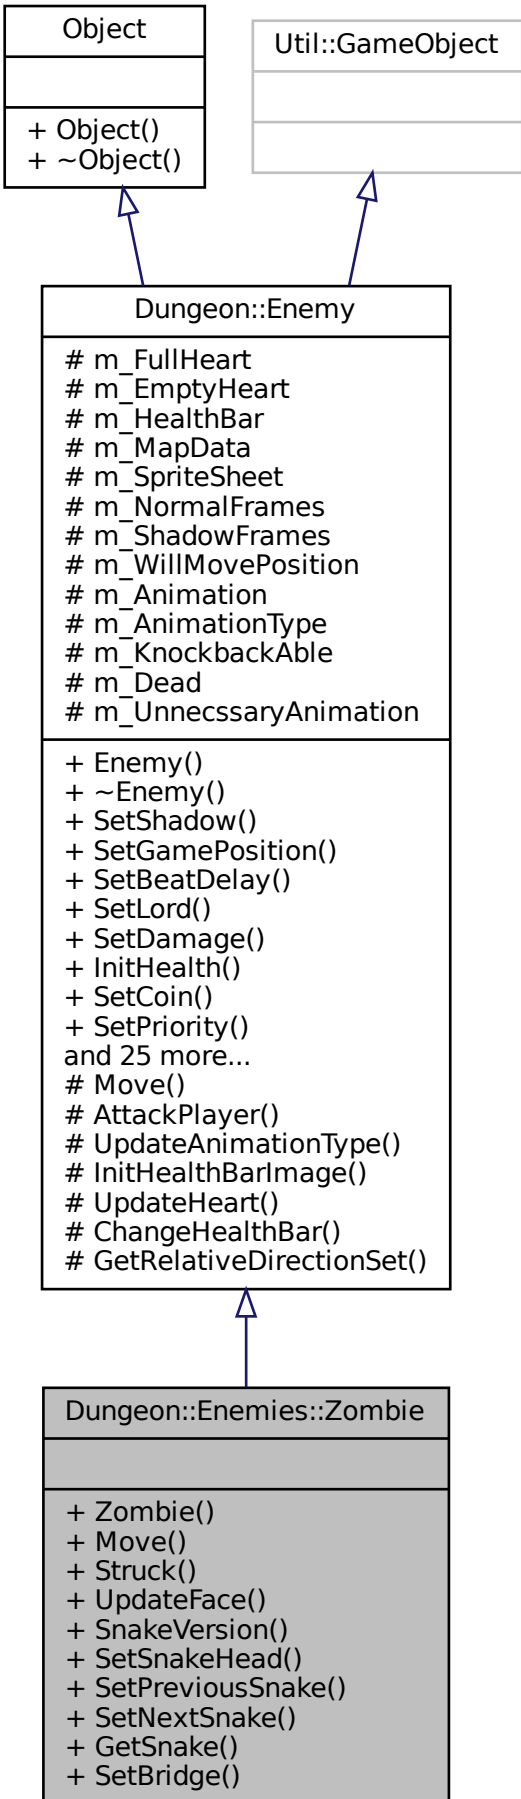 Object
+ Object()
+ ~Object()
Util::GameObject
Dungeon::Enemy
# m_FullHeart
# m_EmptyHeart
# m_HealthBar
# m_MapData
# m_SpriteSheet
# m_NormalFrames
# m_ShadowFrames
# m_WillMovePosition
# m_Animation
# m_AnimationType
# m_KnockbackAble
# m_Dead
# m_UnnecssaryAnimation
+ Enemy()
+ ~Enemy()
+ SetShadow()
+ SetGamePosition()
+ SetBeatDelay()
+ SetLord()
+ SetDamage()
+ InitHealth()
+ SetCoin()
+ SetPriority()
and 25 more...
# Move()
# AttackPlayer()
# UpdateAnimationType()
# InitHealthBarImage()
# UpdateHeart()
# ChangeHealthBar()
# GetRelativeDirectionSet()
Dungeon::Enemies::Zombie
+ Zombie()
+ Move()
+ Struck()
+ UpdateFace()
+ SnakeVersion()
+ SetSnakeHead()
+ SetPreviousSnake()
+ SetNextSnake()
+ GetSnake()
+ SetBridge()